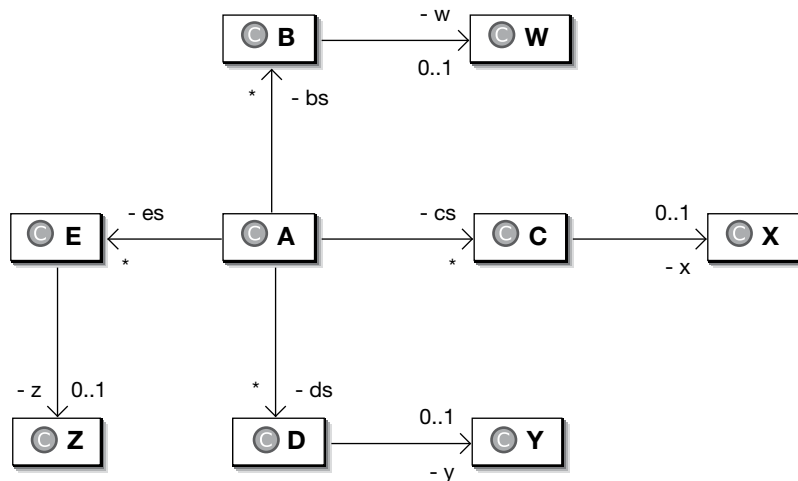 - w
C B
C W
0..1
* - bs
- es
- cs
0..1
C E
C A
C C
C X
*
*
- x
- z 0..1
* - ds
0..1
C Z
C D
C Y
- y